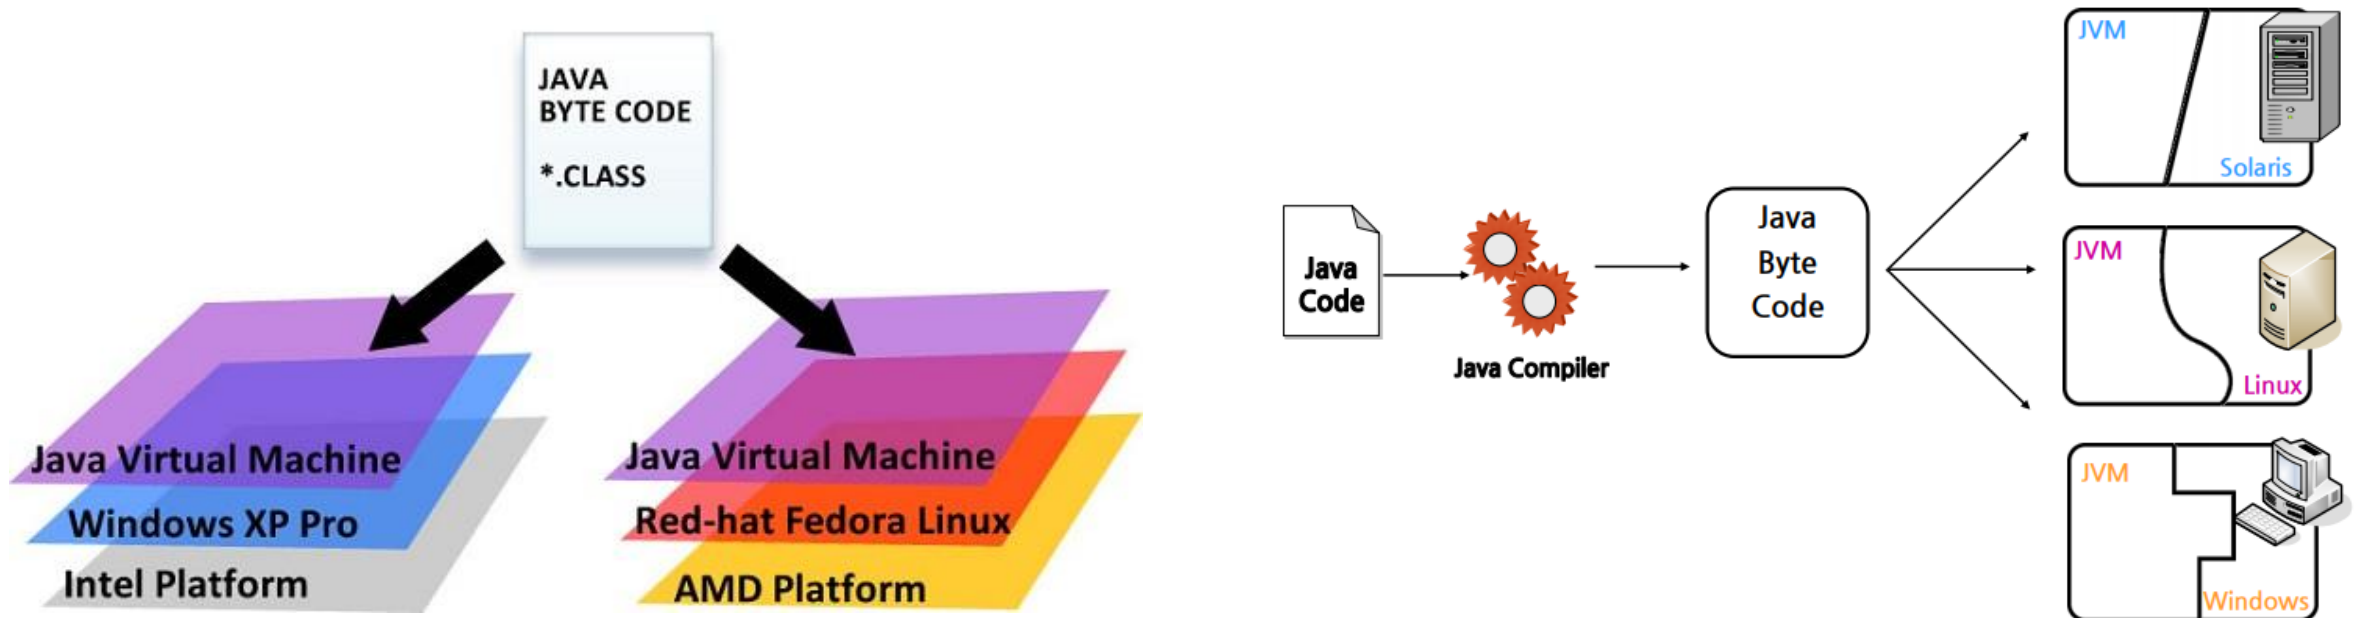 JAVA
BYTE CODE
*.CLASS
Java Virtual Machine
Windows XP Pro
Intel Platform
Java Virtual Machine
Red-hat Fedora Linux
AMD Platform
Java
Code
Java Compiler
Java
Byte
Code
JVM
Solaris
JVM
Linux
JVM
Windows